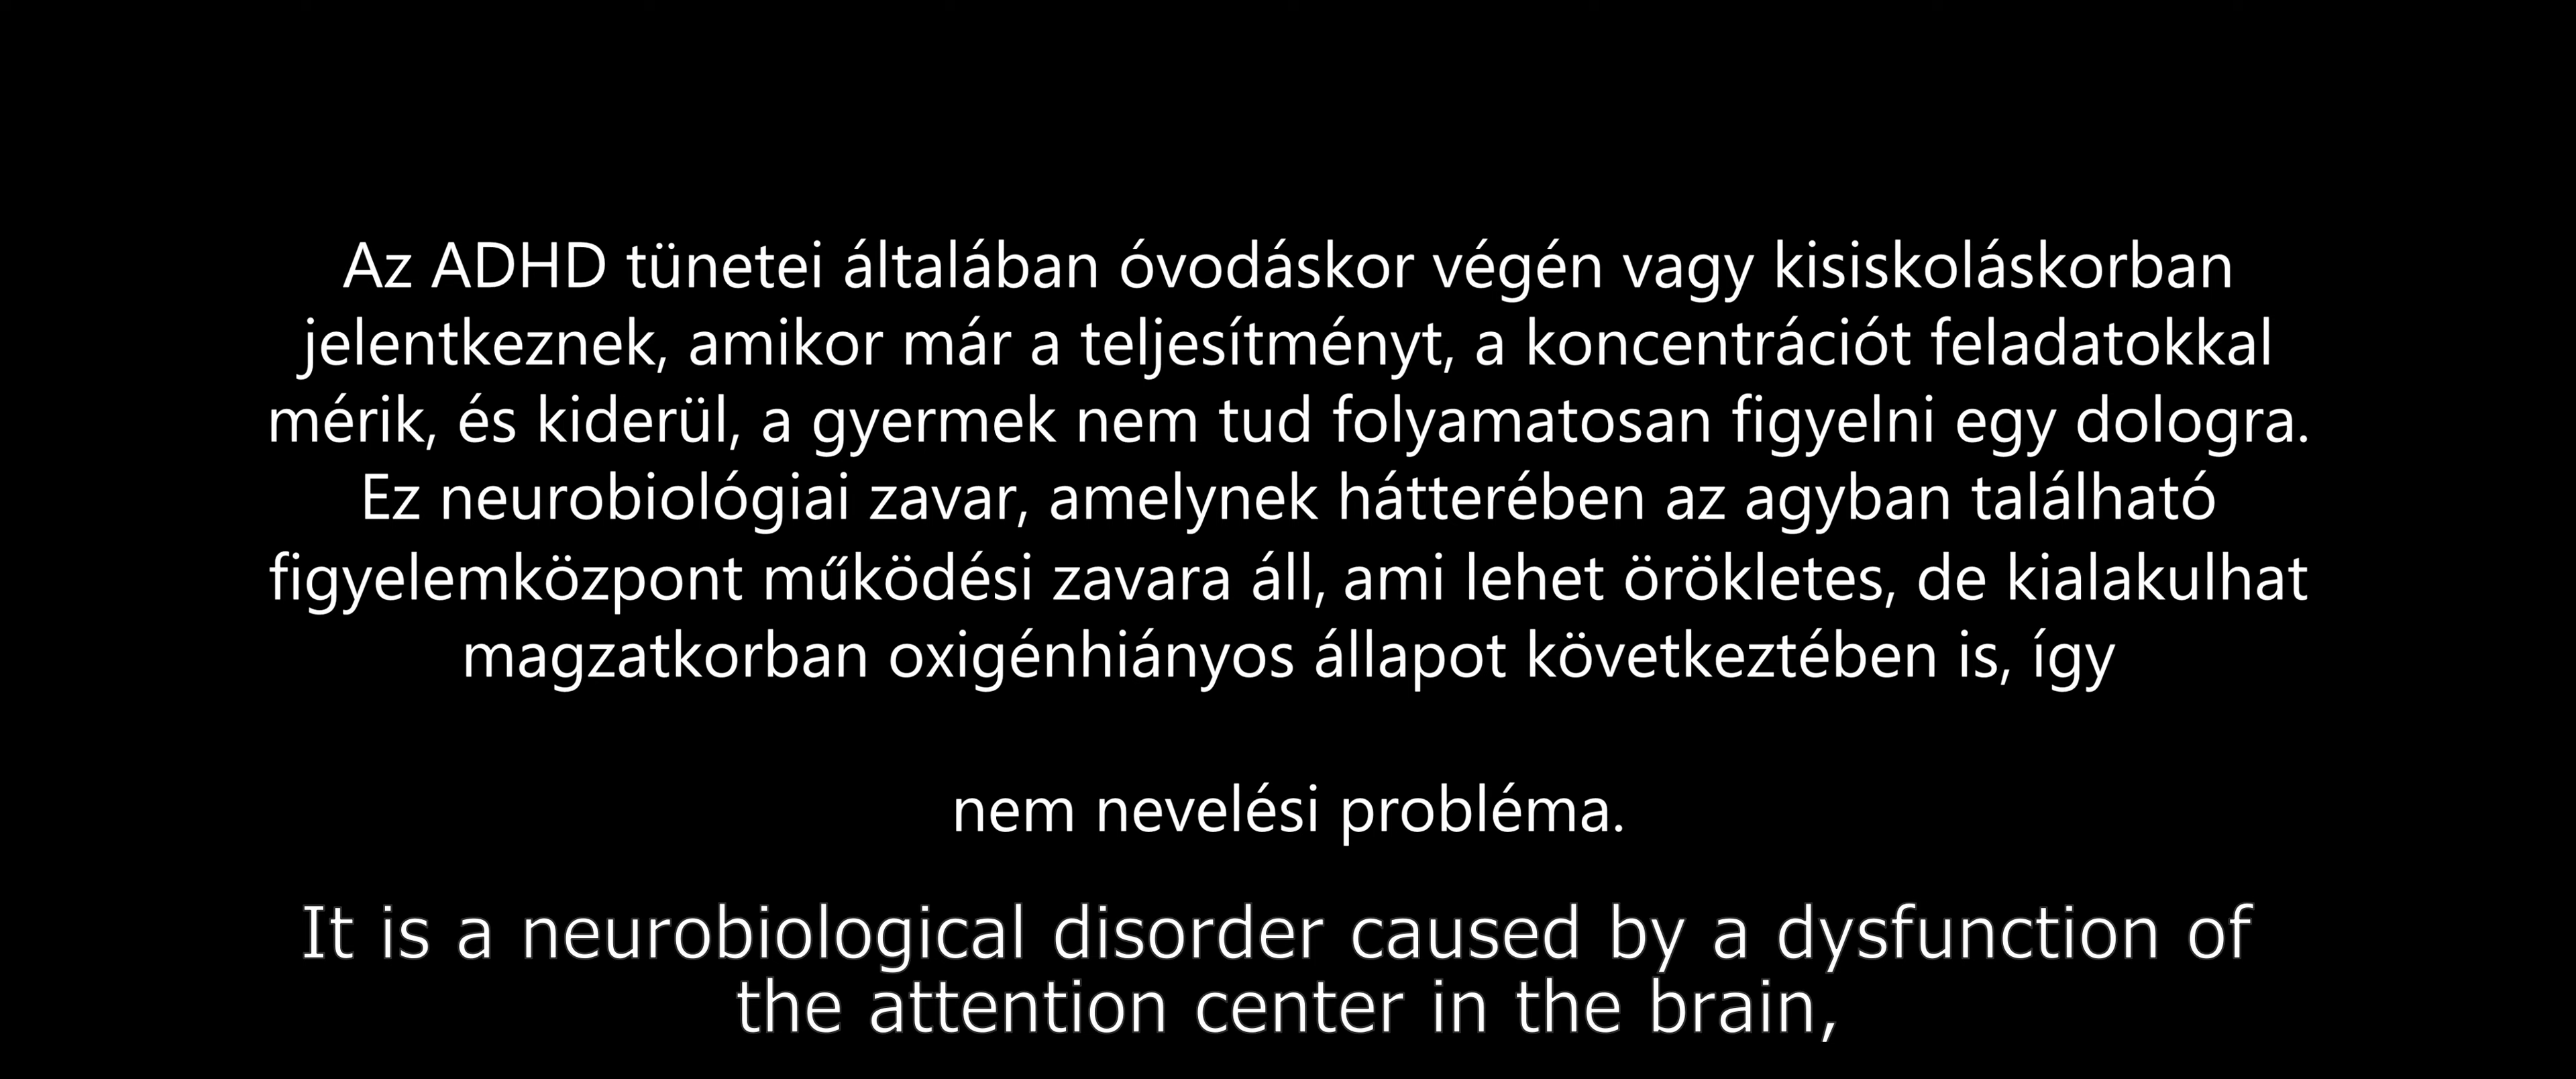 Az ADHD tünetei általában óvodáskor végén vagy kisiskoláskorban
jelentkeznek, amikor már a teljesítményt, a koncentrációt feladatokkal
mérik, és kiderül, a gyermek nem tud folyamatosan figyelni egy dologra.
Ez neurobiológiai zavar, amelynek hátterében az agyban található
figyelemközpont működési zavara áll, ami lehet örökletes, de kialakulhat
magzatkorban oxigénhiányos állapot következtében is, így
nem nevelési probléma.
It is a neurobiological disorder caused by a dysfunction of
the attention center in the brain,